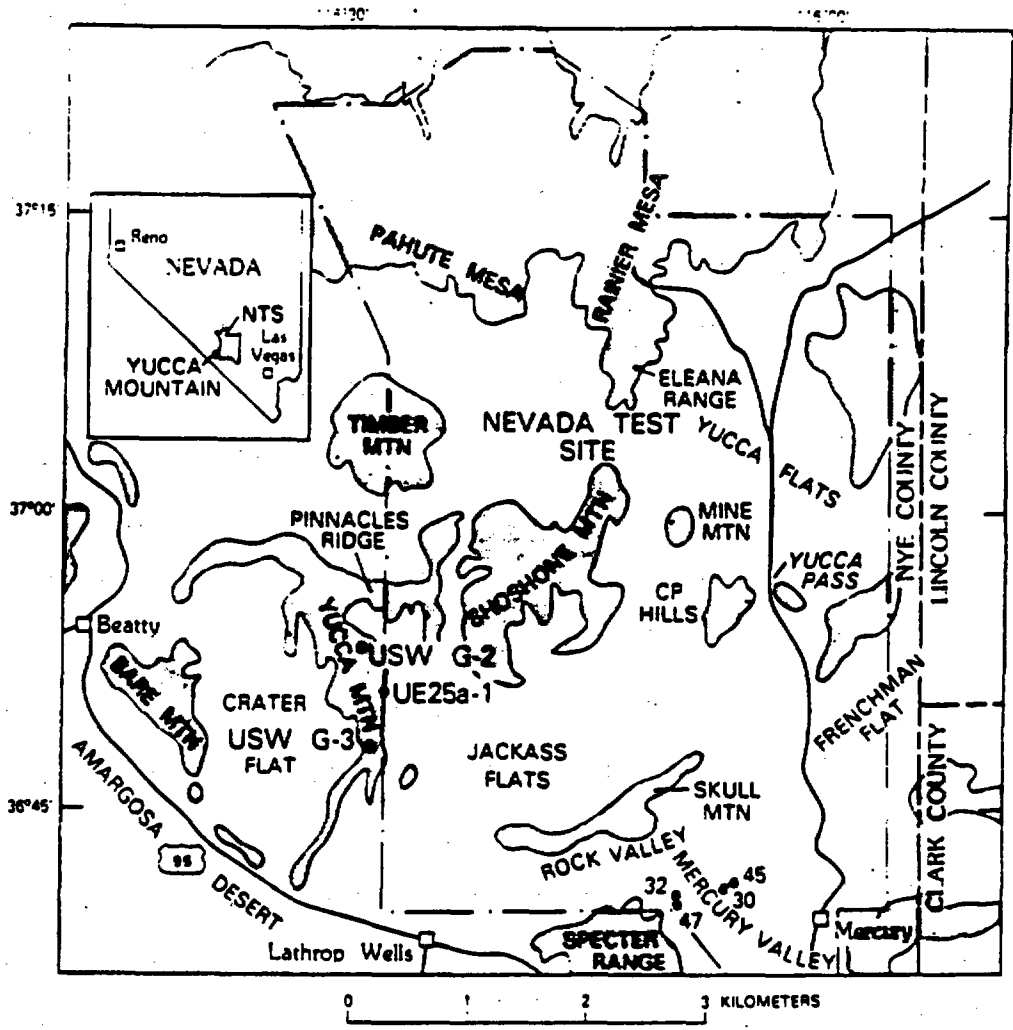 37°15'
Reno
NEVADA
NTS
Las
Vegas
YUCCA
MOUNTAIN
PAHUTE MESA
RAINIER MESA
ELEANA
RANGE
TIMBER
MTN
NEVADA TEST
SITE
YUCCA
FLATS
NYE COUNTY
LINCOLN COUNTY
37°00'
PINNACLES
RIDGE
SHOSHONE MTN
MINE
MTN
YUCCA
PASS
CP
HILLS
Beatty
YUCCA MTN
USW G-2
BARE MTN
UE25a-1
CRATER
USW G-3
FLAT
FRENCHMAN
FLAT
JACKASS
FLATS
36°45'
SKULL
MTN
AMARGOSA
DESERT
95
ROCK VALLEY
MERCURY VALLEY
32
45
30
47
CLARK COUNTY
Lathrop Wells
SPECTER
RANGE
Mercury
0 1 2 3 KILOMETERS